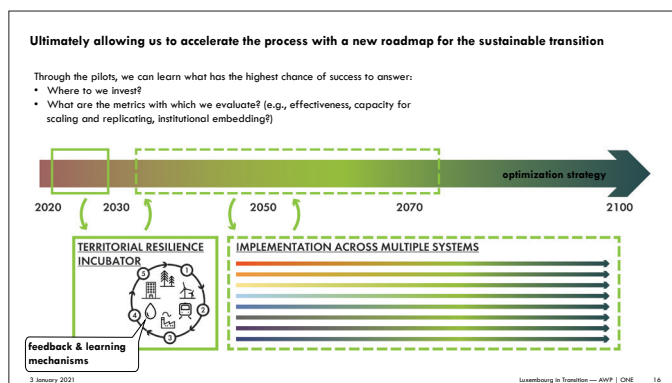 Ultimately allowing us to accelerate the process with a new roadmap for the sustainable transition
Through the pilots, we can learn what has the highest chance of success to answer:
• Where to we invest?
• What are the metrics with which we evaluate? (e.g., effectiveness, capacity for
scaling and replicating, institutional embedding?)
optimization strategy
2020 2030 2050 2070 2100
TERRITORIAL RESILIENCE
INCUBATOR
IMPLEMENTATION ACROSS MULTIPLE SYSTEMS
5
1
4
2
3
feedback & learning
mechanisms
3 January 2021
Luxembourg in Transition — AWP | ONE 16